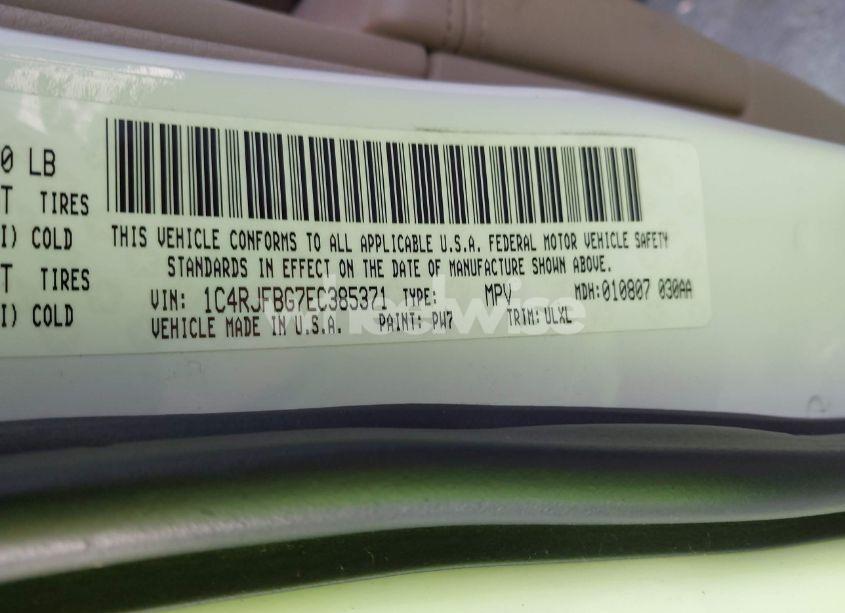 0 LB
T TIRES
I) COLD
T TIRES
I) COLD
THIS VEHICLE CONFORMS TO ALL APPLICABLE U.S.A. FEDERAL MOTOR VEHICLE SAFETY
STANDARDS IN EFFECT ON THE DATE OF MANUFACTURE SHOWN ABOVE.
VIN: 1C4RJFBG7EC385371 TYPE: MPV MDH:010807 030AA
VEHICLE MADE IN U.S.A. PAINT: PW7 TRIM: ULXL